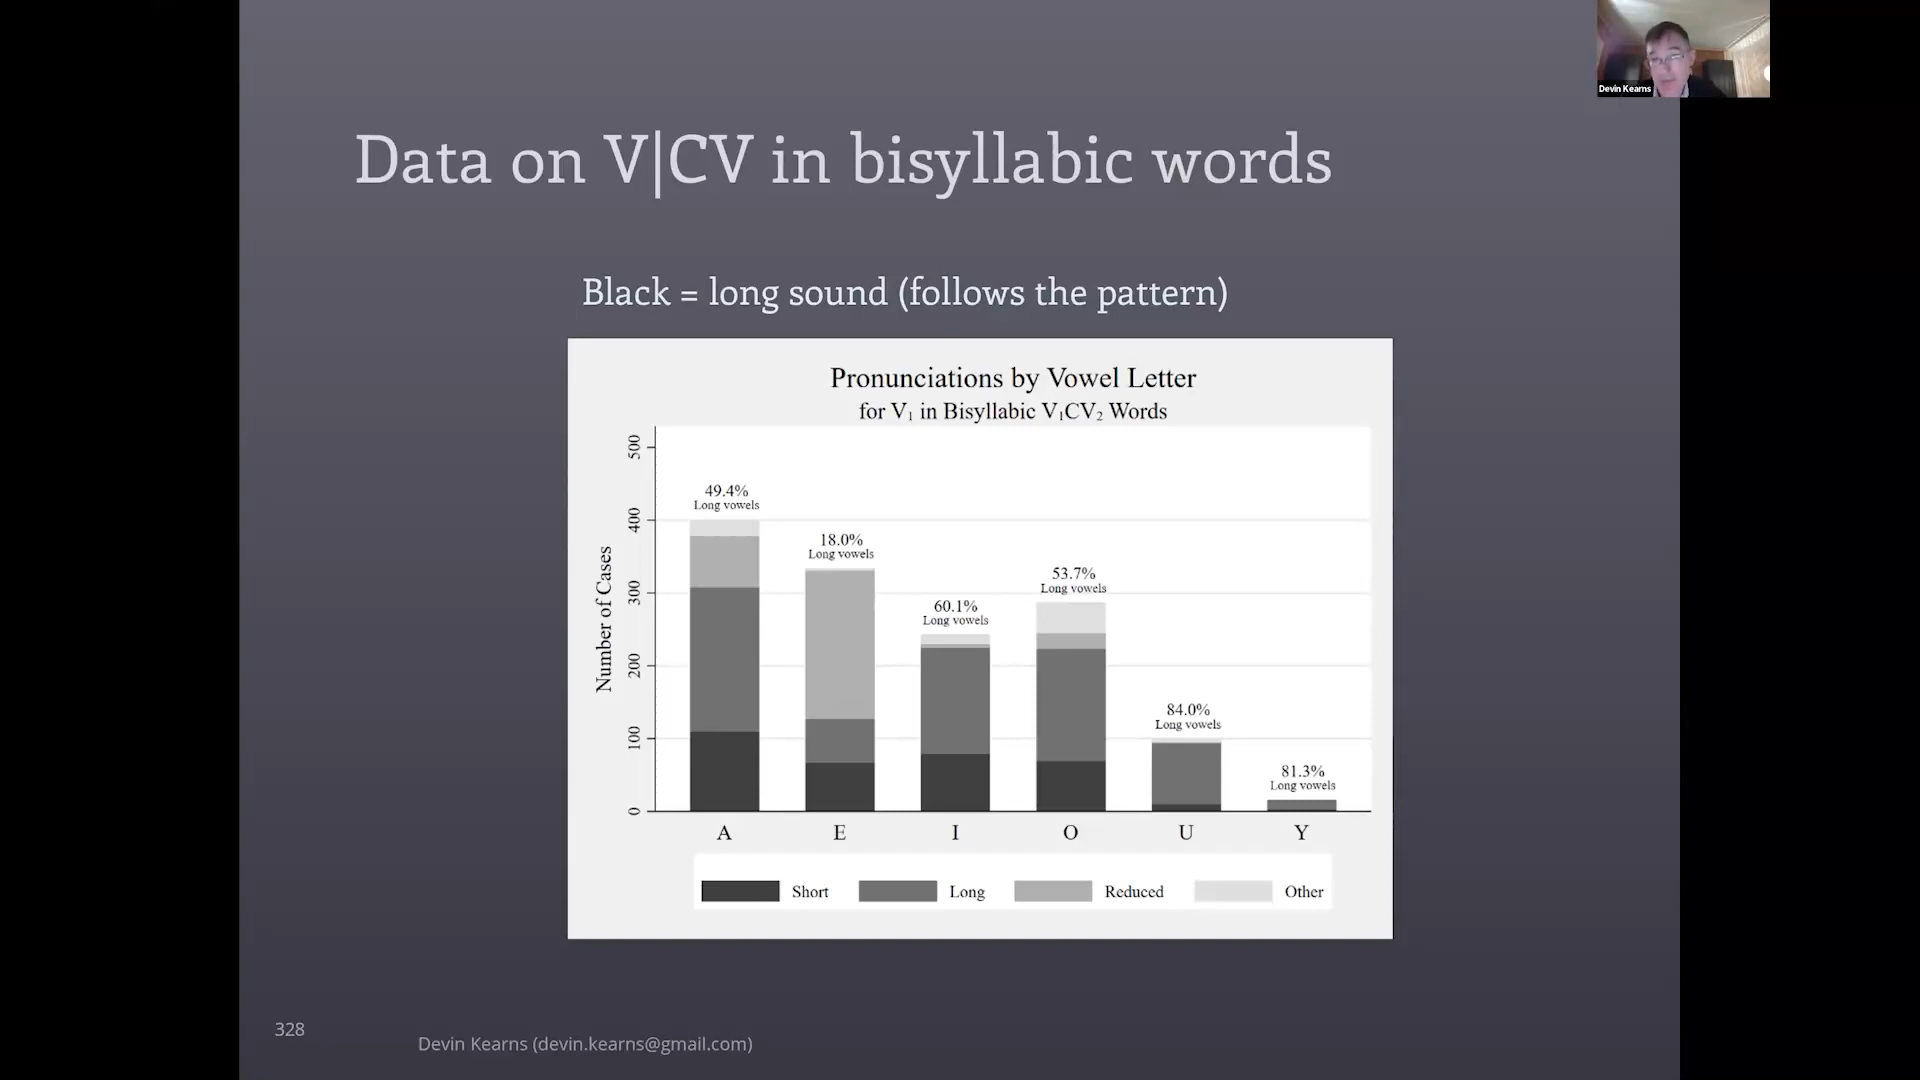 Devin Kearns
Data on V|CV in bisyllabic words
Black = long sound (follows the pattern)
Pronunciations by Vowel Letter
for V₁ in Bisyllabic V₁CV₂ Words
Number of Cases
500
400
300
200
100
0
49.4%
Long vowels
18.0%
Long vowels
60.1%
Long vowels
53.7%
Long vowels
84.0%
Long vowels
81.3%
Long vowels
A E I O U Y
Short Long Reduced Other
328
Devin Kearns (devin.kearns@gmail.com)